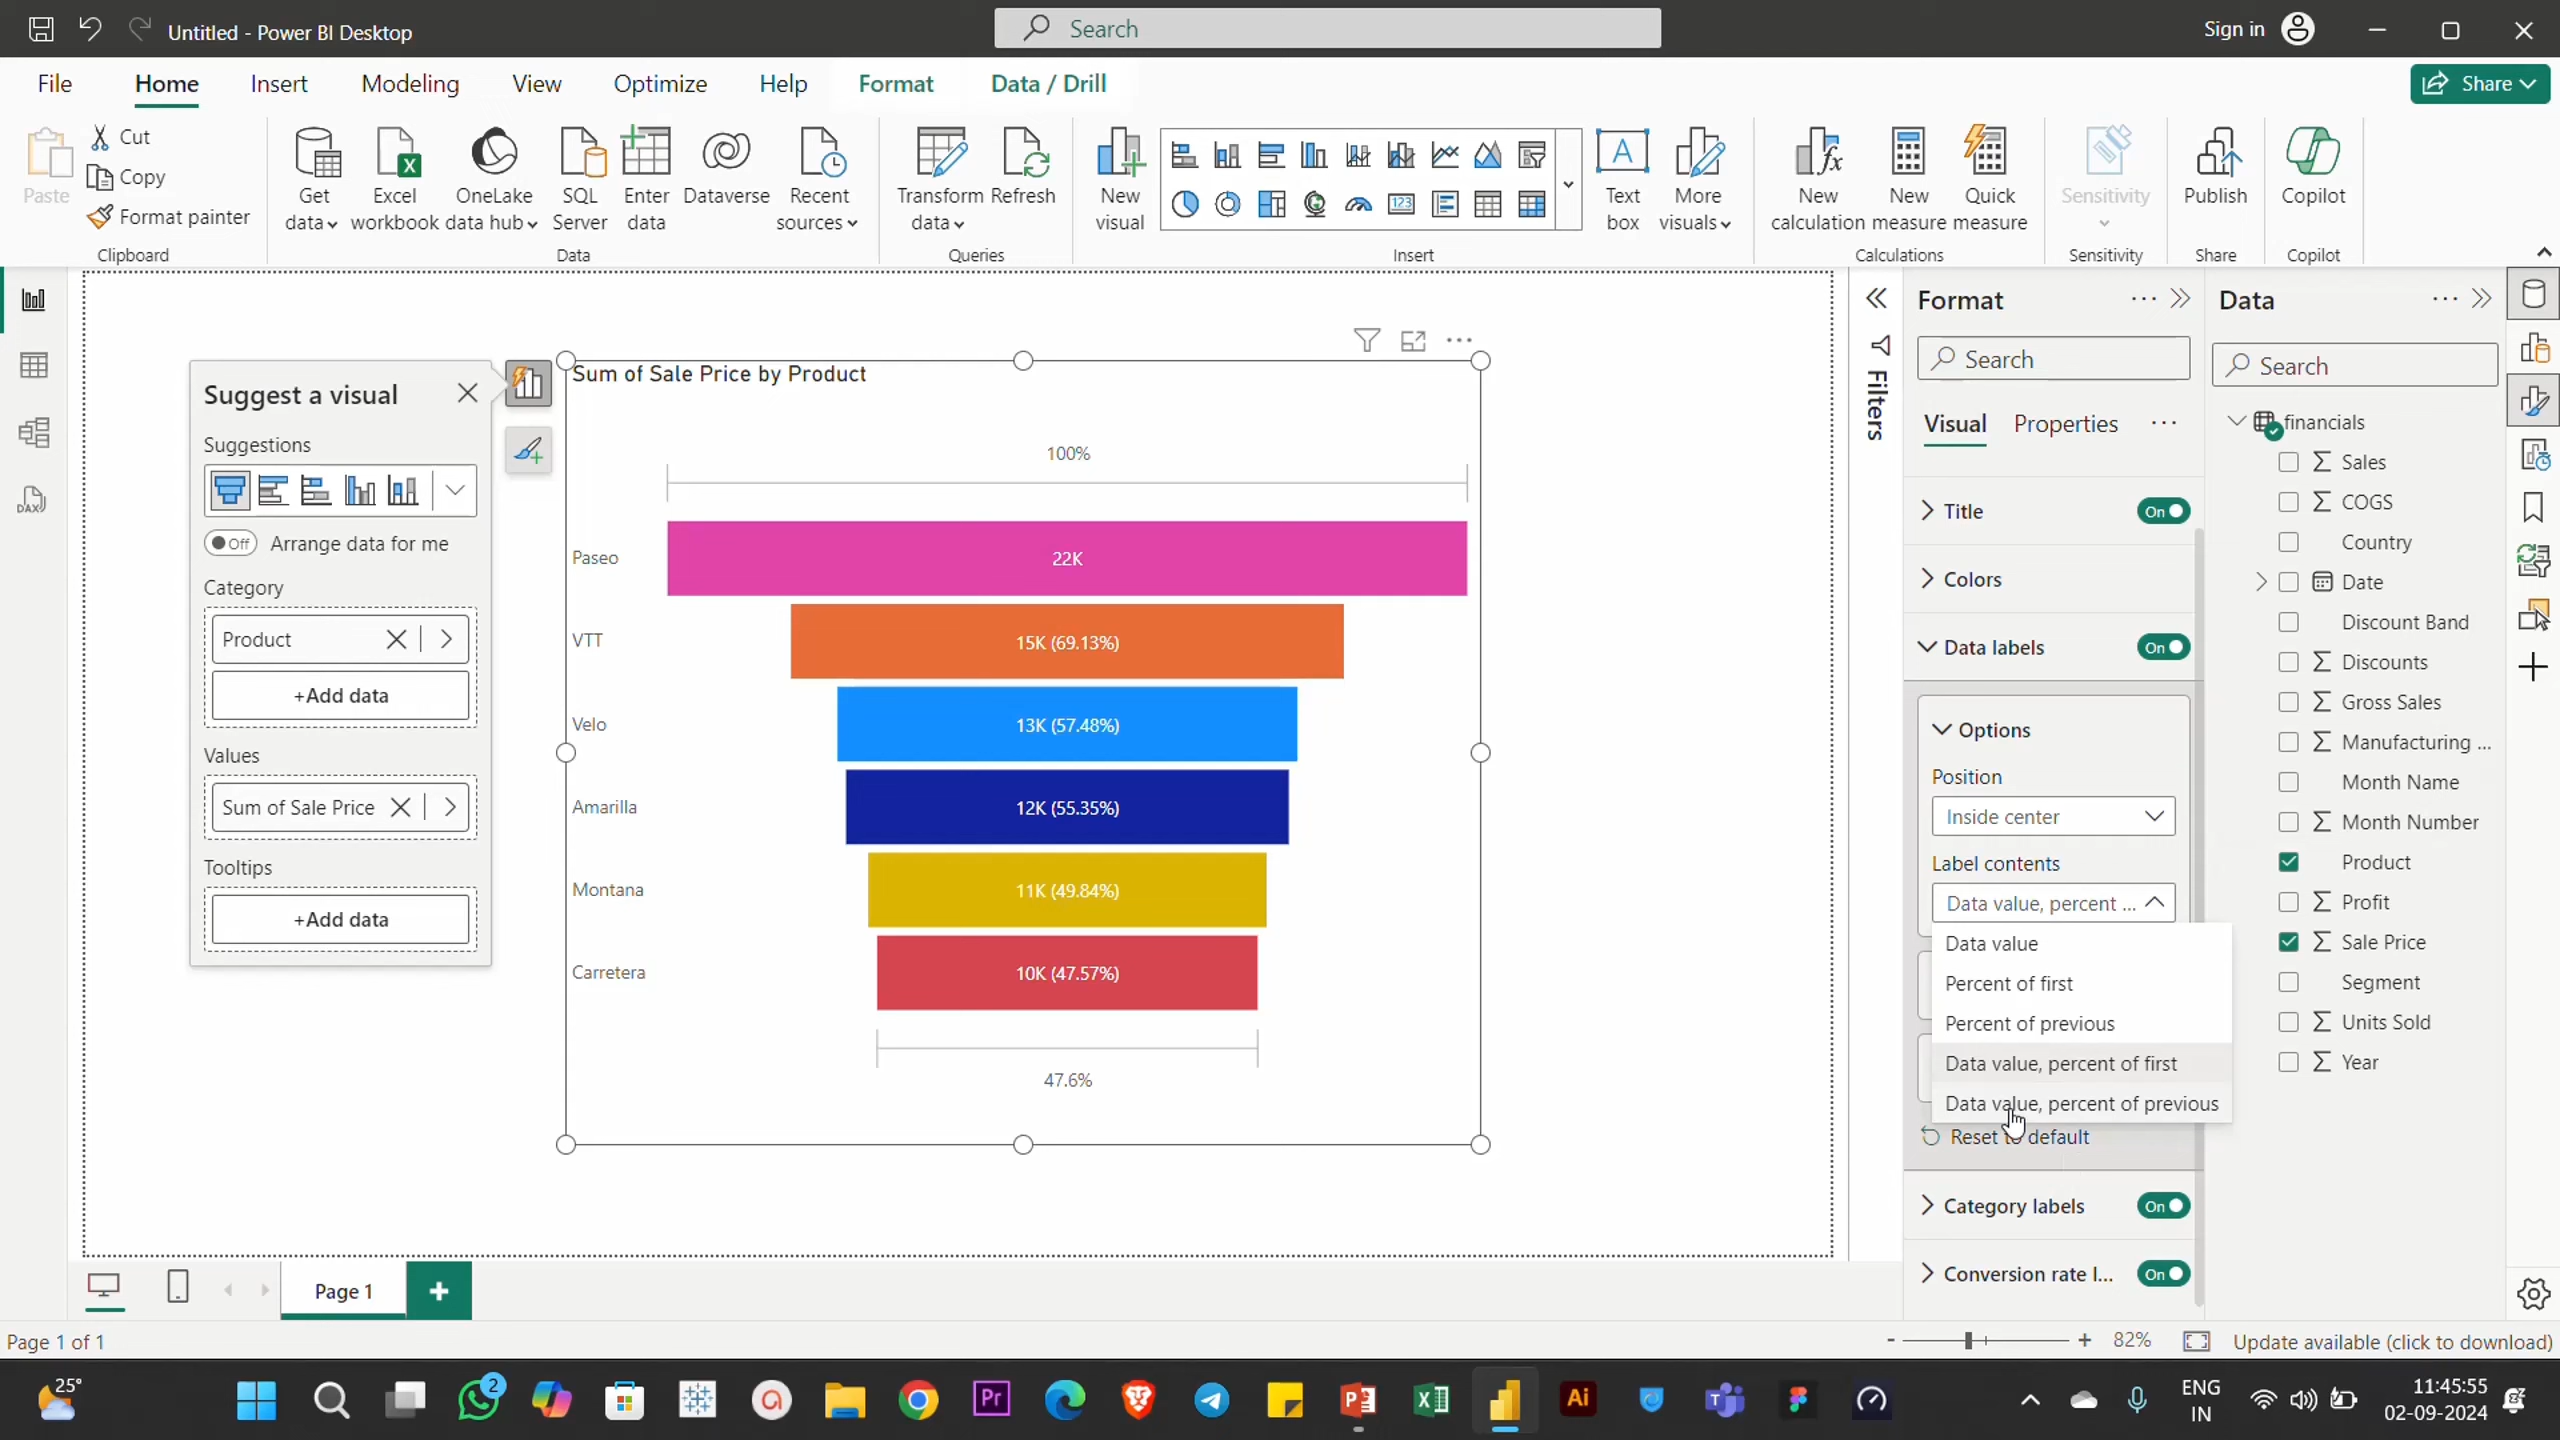 Untitled - Power BI Desktop
Search
Sign in
File
Home
Insert
Modeling
View
Optimize
Help
Format
Data / Drill
Share
Paste
Cut
Copy
Format painter
Clipboard
Get
data
Excel
workbook
OneLake
data hub
SQL
Server
Enter
data
Dataverse
Recent
sources
Data
Transform
data
Refresh
Queries
New
visual
123
A
Text
box
More
visuals
Insert
New
calculation
New
measure
Quick
measure
Calculations
Sensitivity
Sensitivity
Publish
Share
Copilot
Copilot
DAX
Suggest a visual
Suggestions
Off
Arrange data for me
Category
Product
+Add data
Values
Sum of Sale Price
Tooltips
+Add data
Sum of Sale Price by Product
100%
Paseo
22K
VTT
15K (69.13%)
Velo
13K (57.48%)
Amarilla
12K (55.35%)
Montana
11K (49.84%)
Carretera
10K (47.57%)
47.6%
Filters
Format
Search
Visual
Properties
Title
On
Colors
Data labels
On
Options
Position
Inside center
Label contents
Data value, percent ...
Data value
Percent of first
Percent of previous
Data value, percent of first
Data value, percent of previous
Reset to default
Category labels
On
Conversion rate l...
On
Data
Search
financials
Sales
COGS
Country
Date
Discount Band
Discounts
Gross Sales
Manufacturing ...
Month Name
Month Number
Product
Profit
Sale Price
Segment
Units Sold
Year
Page 1
Page 1 of 1
- + 82%
Update available (click to download)
25°
2
Pr
Ai
ENG
IN
11:45:55
02-09-2024